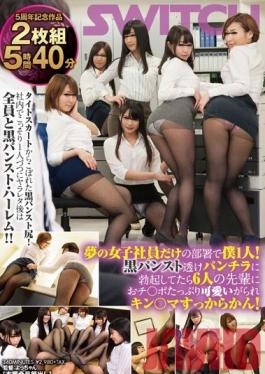 SWITCH
5周年記念作品
2枚組
5時間
40分
タイトスカートからこぼれた黒パンスト尻!
社内でこっそり1人づつにヤラレタ後は
全員と黒パンスト・ハーレム!!
夢の女子社員だけの部署で僕1人!
黒パンスト透けパンチラに
勃起してたら6人の先輩に
おチ○ポたっぷり可愛いがられ
キン○マすっからかん!
340MINUTES ¥2,980+TAX